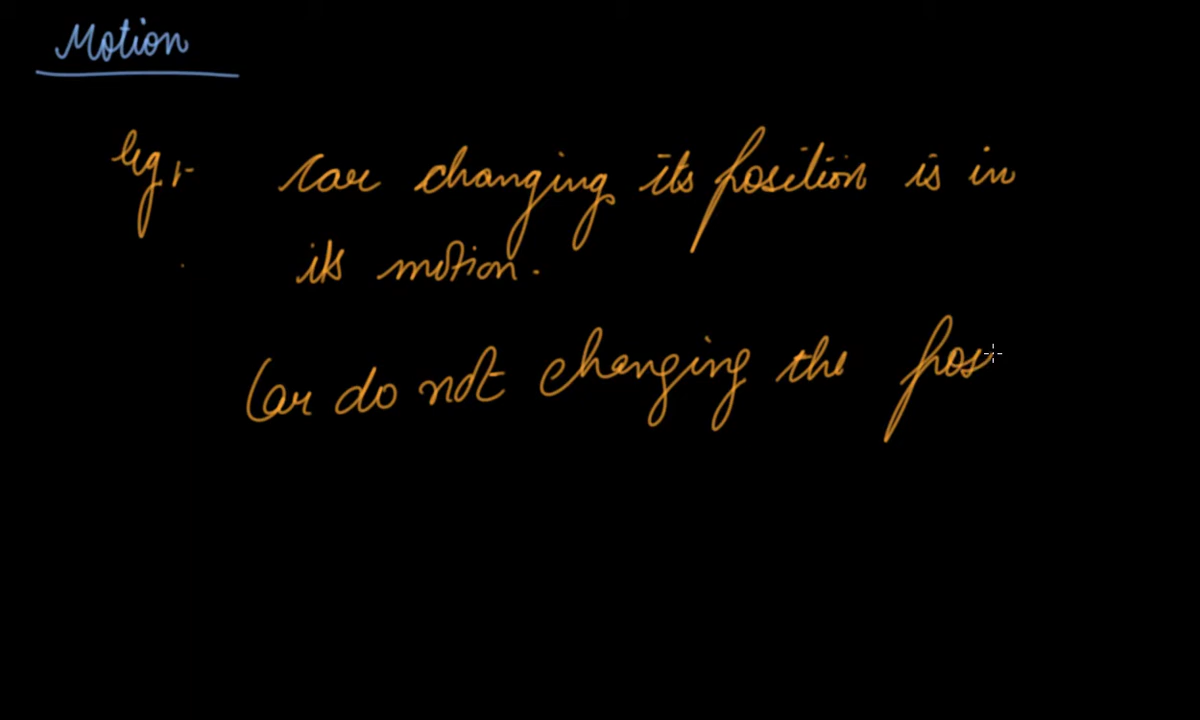 Motion
Eg:- Car changing its position is in
its motion.
Car do not changing the pos